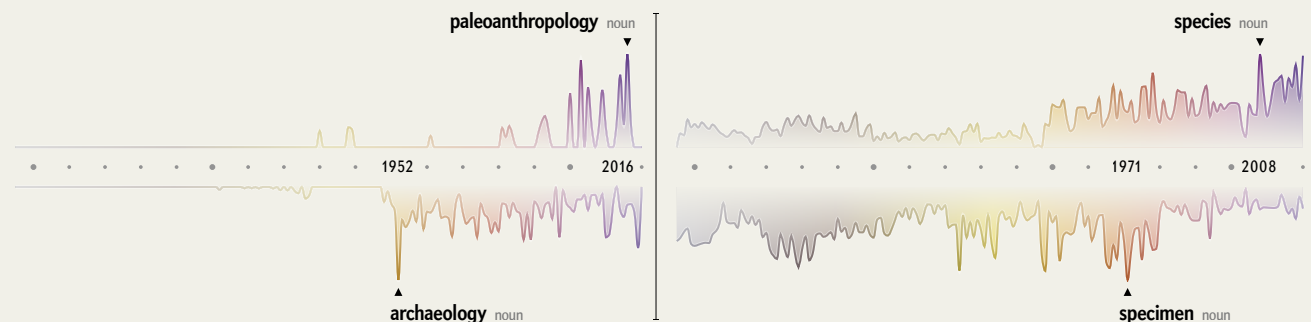 paleoanthropology noun
1952 2016
archaeology noun
species noun
1971 2008
specimen noun